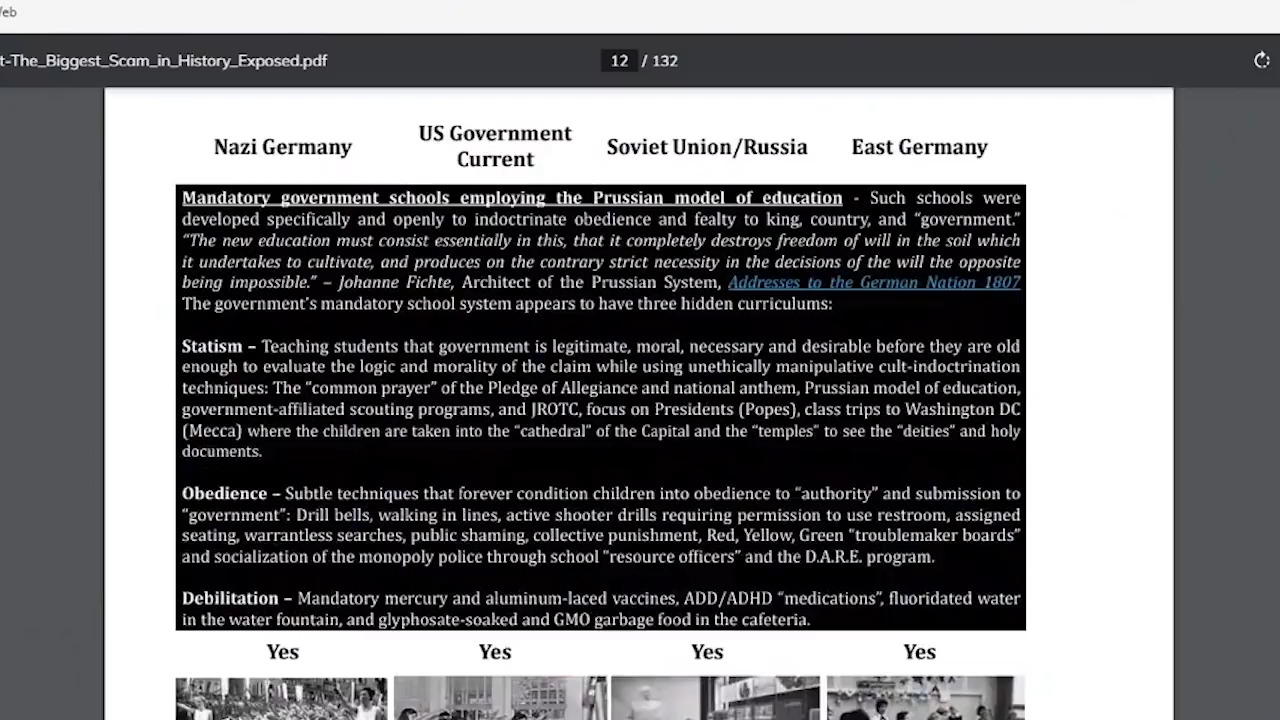 Web
t-The_Biggest_Scam_in_History_Exposed.pdf
12 / 132
Nazi Germany
US Government
Current
Soviet Union/Russia
East Germany
Mandatory government schools employing the Prussian model of education - Such schools were
developed specifically and openly to indoctrinate obedience and fealty to king, country, and “government.”
“The new education must consist essentially in this, that it completely destroys freedom of will in the soil which
it undertakes to cultivate, and produces on the contrary strict necessity in the decisions of the will the opposite
being impossible.” – Johanne Fichte, Architect of the Prussian System, Addresses to the German Nation 1807
The government’s mandatory school system appears to have three hidden curriculums:
Statism – Teaching students that government is legitimate, moral, necessary and desirable before they are old
enough to evaluate the logic and morality of the claim while using unethically manipulative cult-indoctrination
techniques: The “common prayer” of the Pledge of Allegiance and national anthem, Prussian model of education,
government-affiliated scouting programs, and JROTC, focus on Presidents (Popes), class trips to Washington DC
(Mecca) where the children are taken into the “cathedral” of the Capital and the “temples” to see the “deities” and holy
documents.
Obedience – Subtle techniques that forever condition children into obedience to “authority” and submission to
“government”: Drill bells, walking in lines, active shooter drills requiring permission to use restroom, assigned
seating, warrantless searches, public shaming, collective punishment, Red, Yellow, Green “troublemaker boards”
and socialization of the monopoly police through school “resource officers” and the D.A.R.E. program.
Debilitation – Mandatory mercury and aluminum-laced vaccines, ADD/ADHD “medications”, fluoridated water
in the water fountain, and glyphosate-soaked and GMO garbage food in the cafeteria.
Yes
Yes
Yes
Yes